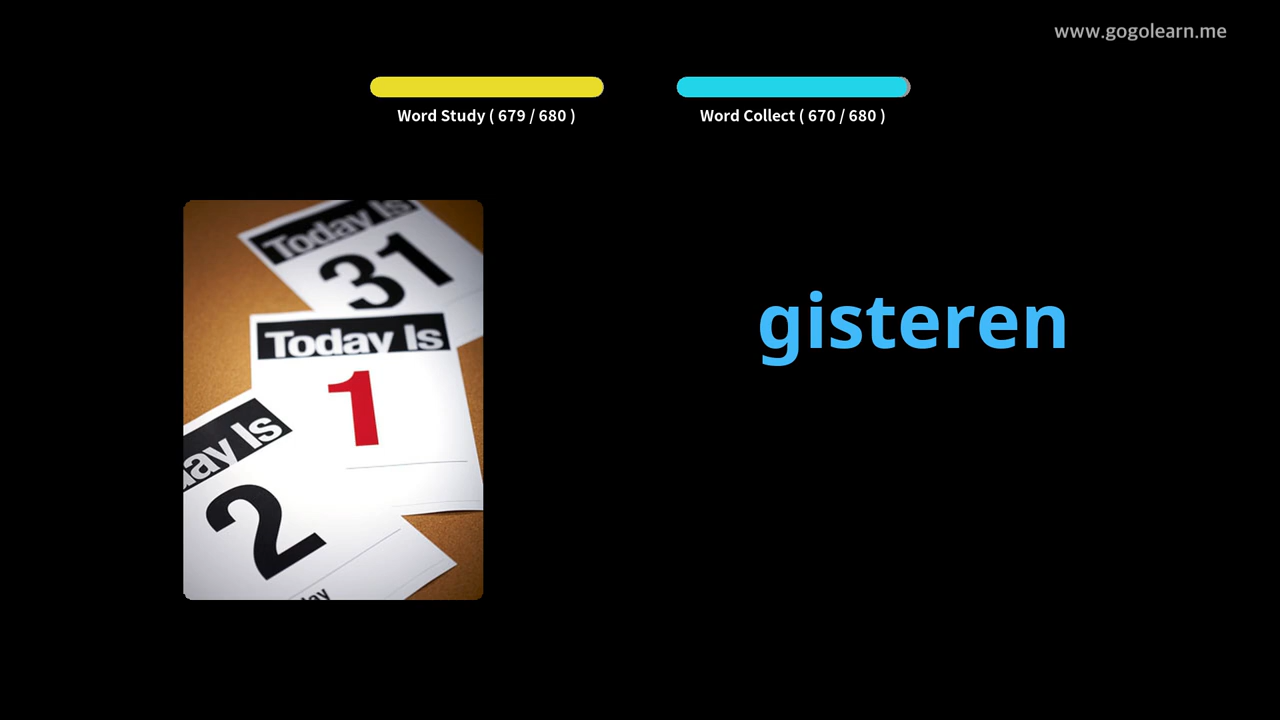 www.gogolearn.me
Word Study ( 679 / 680 )
Word Collect ( 670 / 680 )
Today Is
31
Today Is
1
gisteren
ay Is
2